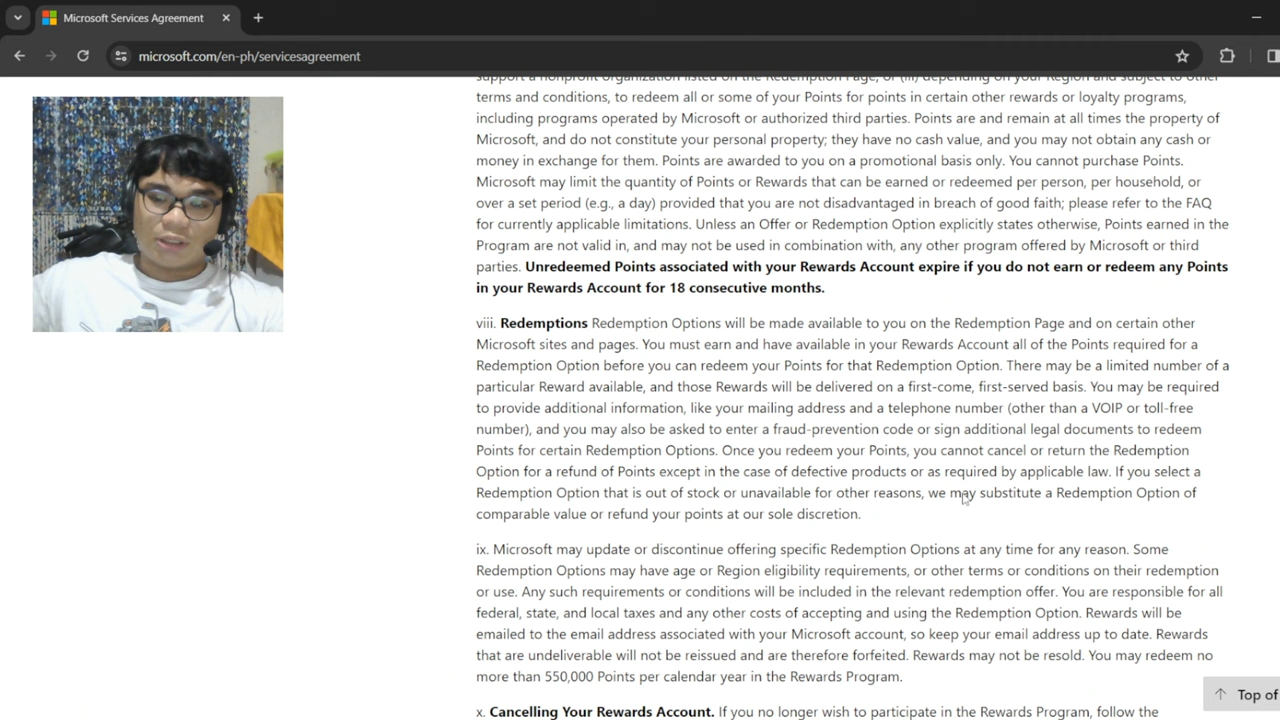 Microsoft Services Agreement
microsoft.com/en-ph/servicesagreement
support a nonprofit organization listed on the Redemption Page, or (iii) depending on your Region and subject to other
terms and conditions, to redeem all or some of your Points for points in certain other rewards or loyalty programs,
including programs operated by Microsoft or authorized third parties. Points are and remain at all times the property of
Microsoft, and do not constitute your personal property; they have no cash value, and you may not obtain any cash or
money in exchange for them. Points are awarded to you on a promotional basis only. You cannot purchase Points.
Microsoft may limit the quantity of Points or Rewards that can be earned or redeemed per person, per household, or
over a set period (e.g., a day) provided that you are not disadvantaged in breach of good faith; please refer to the FAQ
for currently applicable limitations. Unless an Offer or Redemption Option explicitly states otherwise, Points earned in the
Program are not valid in, and may not be used in combination with, any other program offered by Microsoft or third
parties. Unredeemed Points associated with your Rewards Account expire if you do not earn or redeem any Points
in your Rewards Account for 18 consecutive months.
viii. Redemptions Redemption Options will be made available to you on the Redemption Page and on certain other
Microsoft sites and pages. You must earn and have available in your Rewards Account all of the Points required for a
Redemption Option before you can redeem your Points for that Redemption Option. There may be a limited number of a
particular Reward available, and those Rewards will be delivered on a first-come, first-served basis. You may be required
to provide additional information, like your mailing address and a telephone number (other than a VOIP or toll-free
number), and you may also be asked to enter a fraud-prevention code or sign additional legal documents to redeem
Points for certain Redemption Options. Once you redeem your Points, you cannot cancel or return the Redemption
Option for a refund of Points except in the case of defective products or as required by applicable law. If you select a
Redemption Option that is out of stock or unavailable for other reasons, we may substitute a Redemption Option of
comparable value or refund your points at our sole discretion.
ix. Microsoft may update or discontinue offering specific Redemption Options at any time for any reason. Some
Redemption Options may have age or Region eligibility requirements, or other terms or conditions on their redemption
or use. Any such requirements or conditions will be included in the relevant redemption offer. You are responsible for all
federal, state, and local taxes and any other costs of accepting and using the Redemption Option. Rewards will be
emailed to the email address associated with your Microsoft account, so keep your email address up to date. Rewards
that are undeliverable will not be reissued and are therefore forfeited. Rewards may not be resold. You may redeem no
more than 550,000 Points per calendar year in the Rewards Program.
Top of
x. Cancelling Your Rewards Account. If you no longer wish to participate in the Rewards Program, follow the